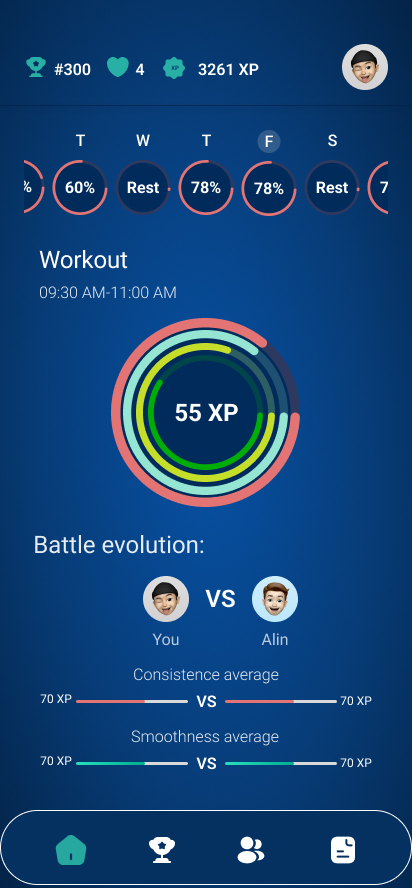 #300 4 XP 3261 XP
T W T F S
% 60% Rest 78% 78% Rest 7
Workout
09:30 AM-11:00 AM
55 XP
Battle evolution:
VS
You Alin
Consistence average
70 XP VS 70 XP
Smoothness average
70 XP VS 70 XP